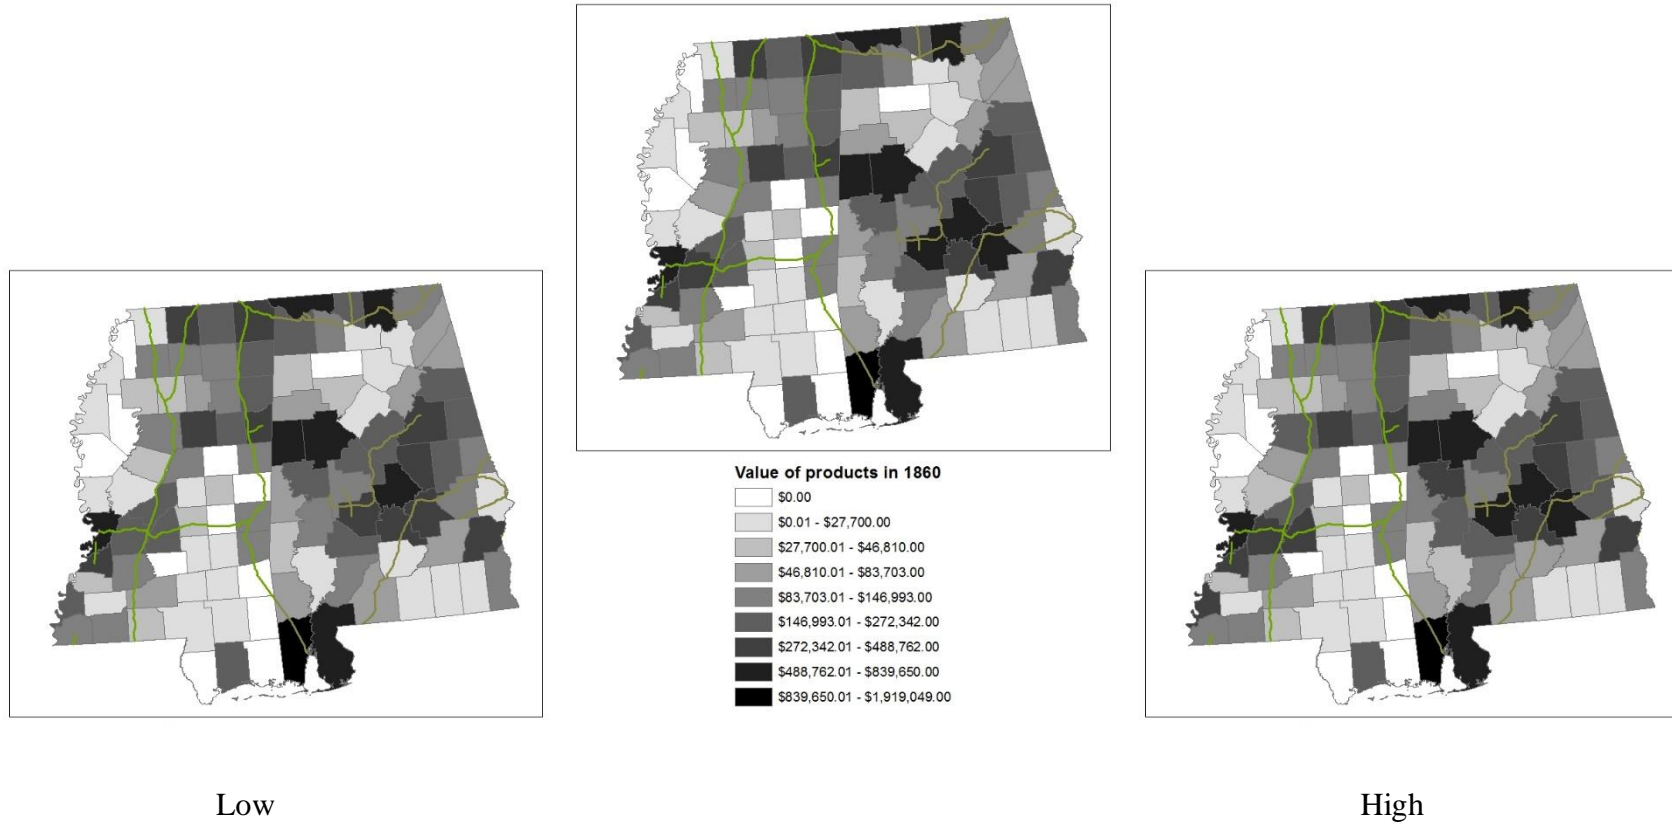 Value of products in 1860
$0.00
$0.01 - $27,700.00
$27,700.01 - $46,810.00
$46,810.01 - $83,703.00
$83,703.01 - $146,993.00
$146,993.01 - $272,342.00
$272,342.01 - $488,762.00
$488,762.01 - $839,650.00
$839,650.01 - $1,919,049.00
Low
High